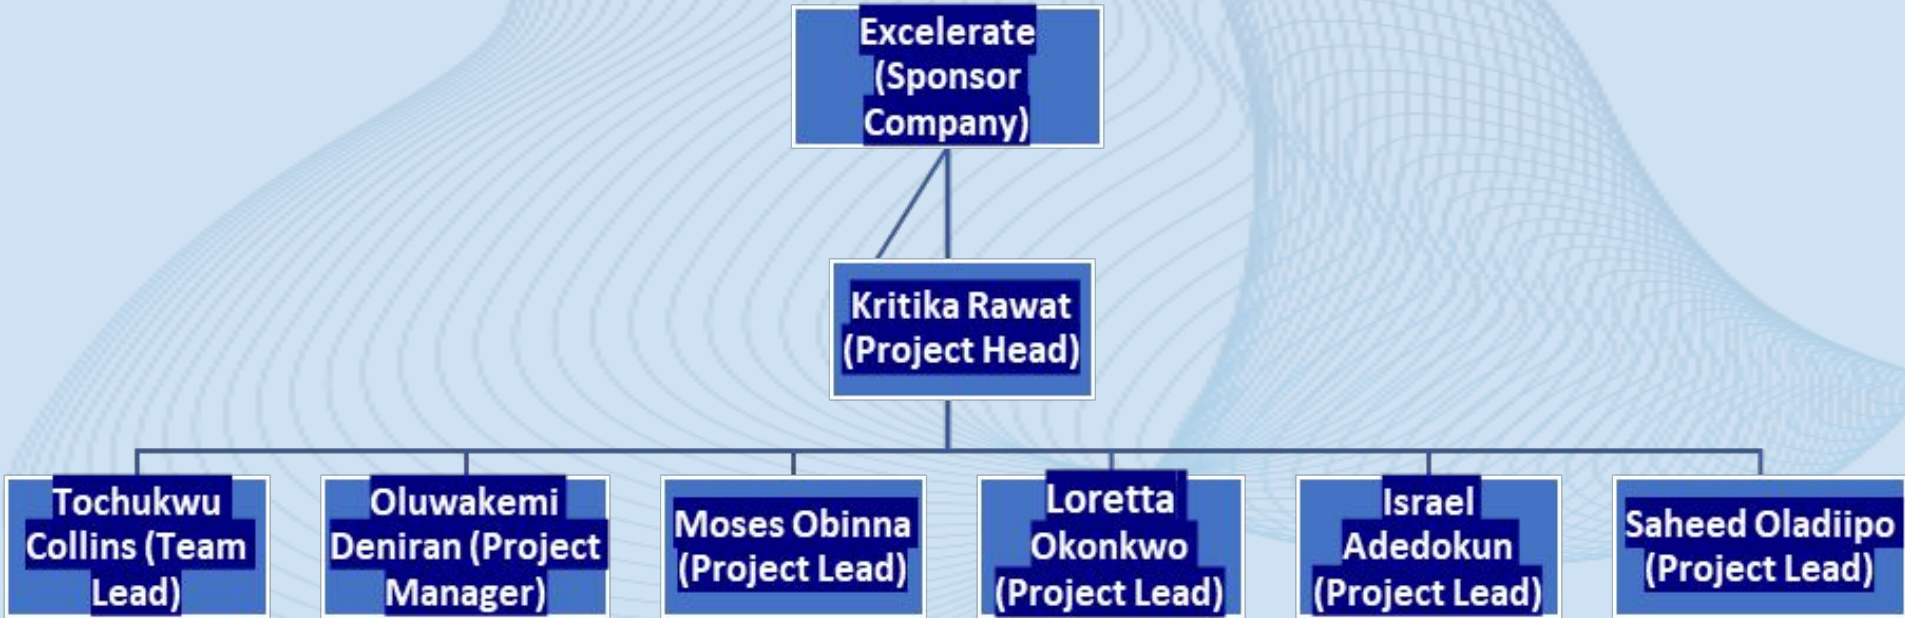 Excelerate
(Sponsor
Company)
Kritika Rawat
(Project Head)
Tochukwu
Collins (Team
Lead)
Oluwakemi
Deniran (Project
Manager)
Moses Obinna
(Project Lead)
Loretta
Okonkwo
(Project Lead)
Israel
Adedokun
(Project Lead)
Saheed Oladiipo
(Project Lead)